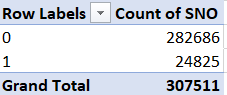 Row Labels Count of SNO
0 282686
1 24825
Grand Total 307511